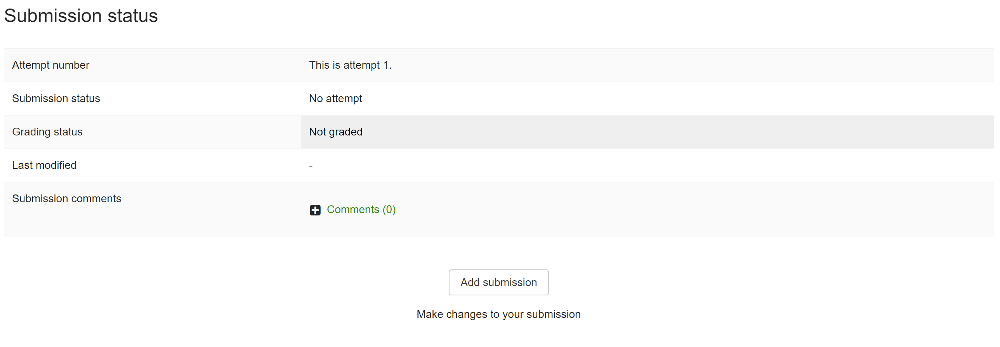 Submission status
Attempt number This is attempt 1.
Submission status No attempt
Grading status Not graded
Last modified -
Submission comments
Comments (0)
Add submission
Make changes to your submission